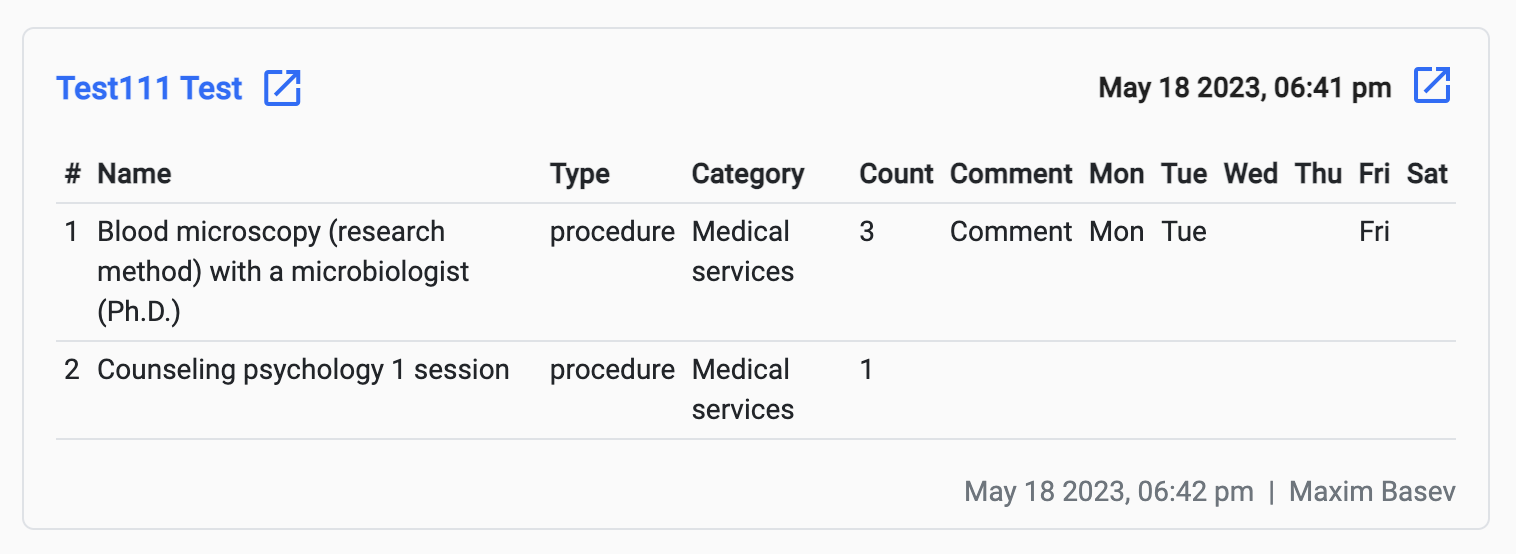 Test111 Test May 18 2023, 06:41 pm
# Name Type Category Count Comment Mon Tue Wed Thu Fri Sat
1 Blood microscopy (research procedure Medical 3 Comment Mon Tue Fri
method) with a microbiologist services
(Ph.D.)
2 Counseling psychology 1 session procedure Medical 1
services
May 18 2023, 06:42 pm | Maxim Basev